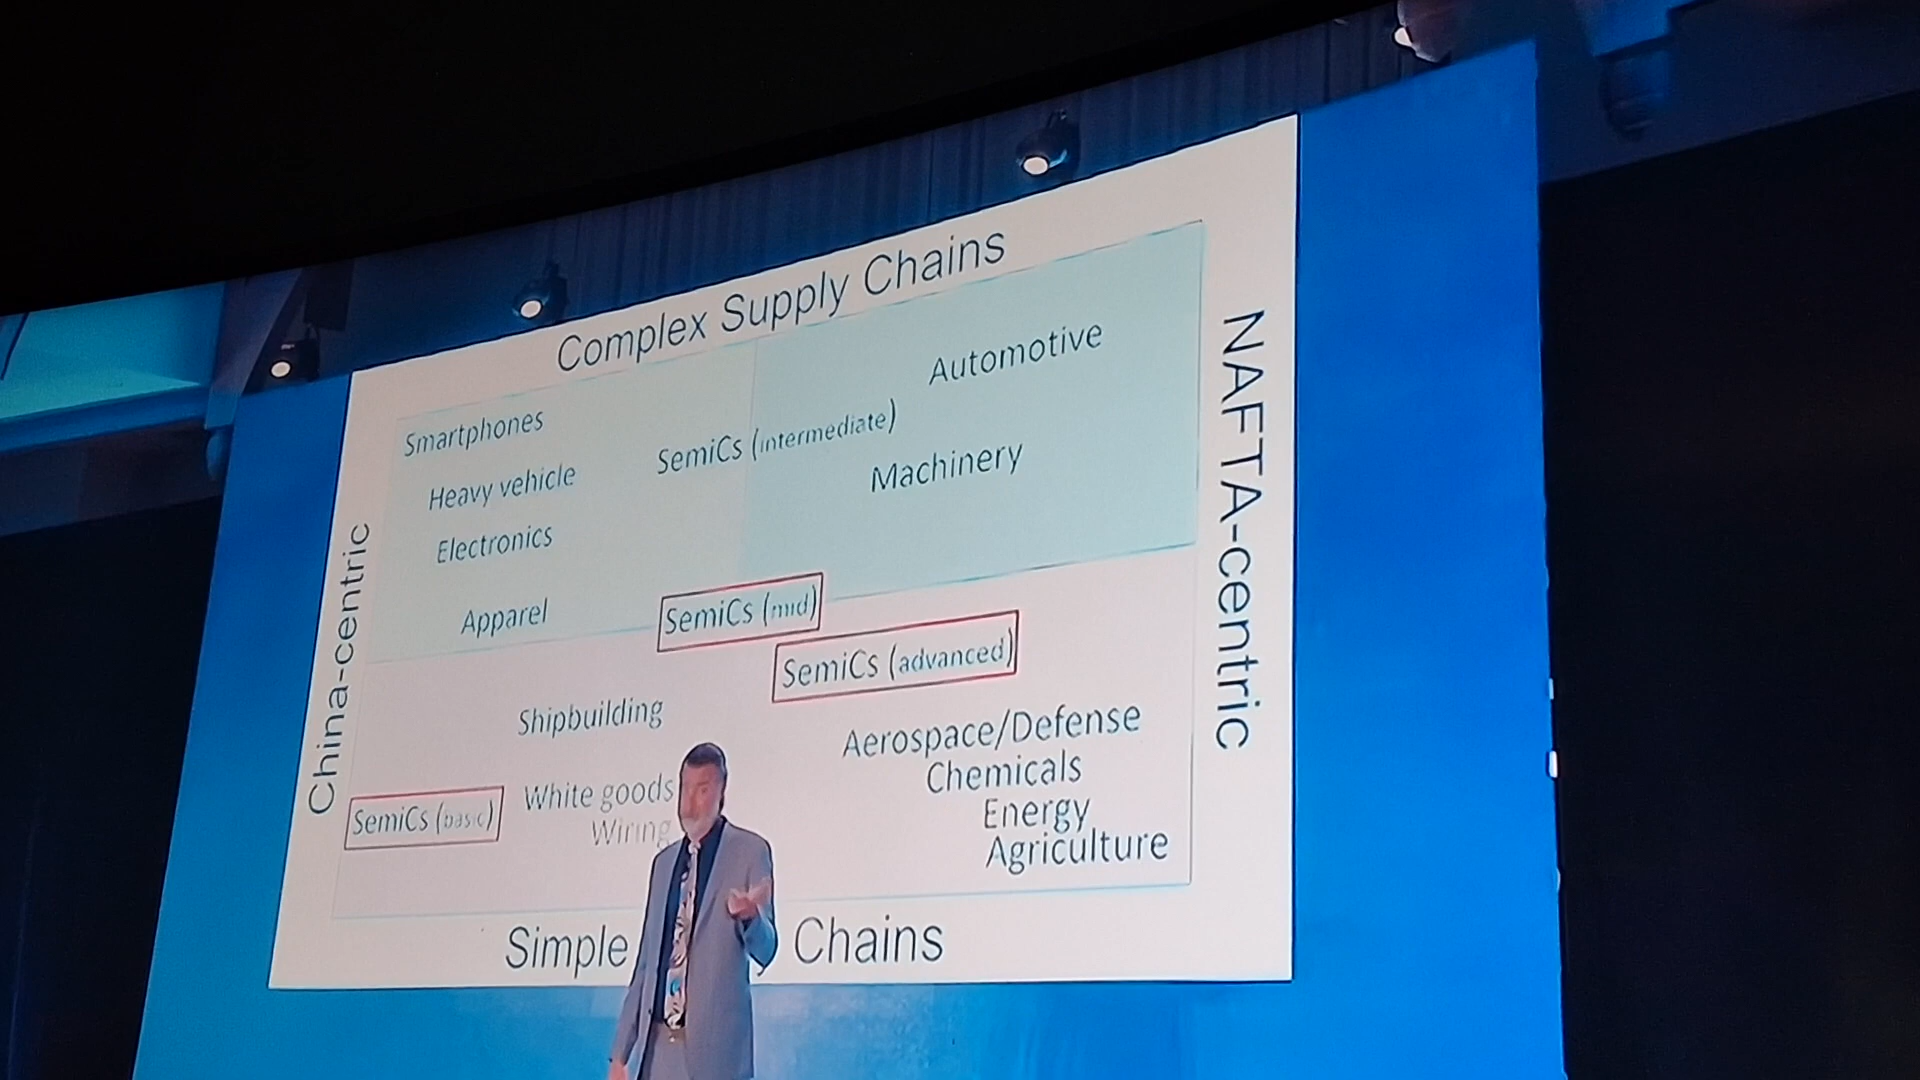 Complex Supply Chains
China-centric
NAFTA-centric
Smartphones
Heavy vehicle
Electronics
Apparel
SemiCs (intermediate)
Automotive
Machinery
SemiCs (mid)
SemiCs (advanced)
Shipbuilding
White goods
Wiring
SemiCs (basic)
Aerospace/Defense
Chemicals
Energy
Agriculture
Simple Chains